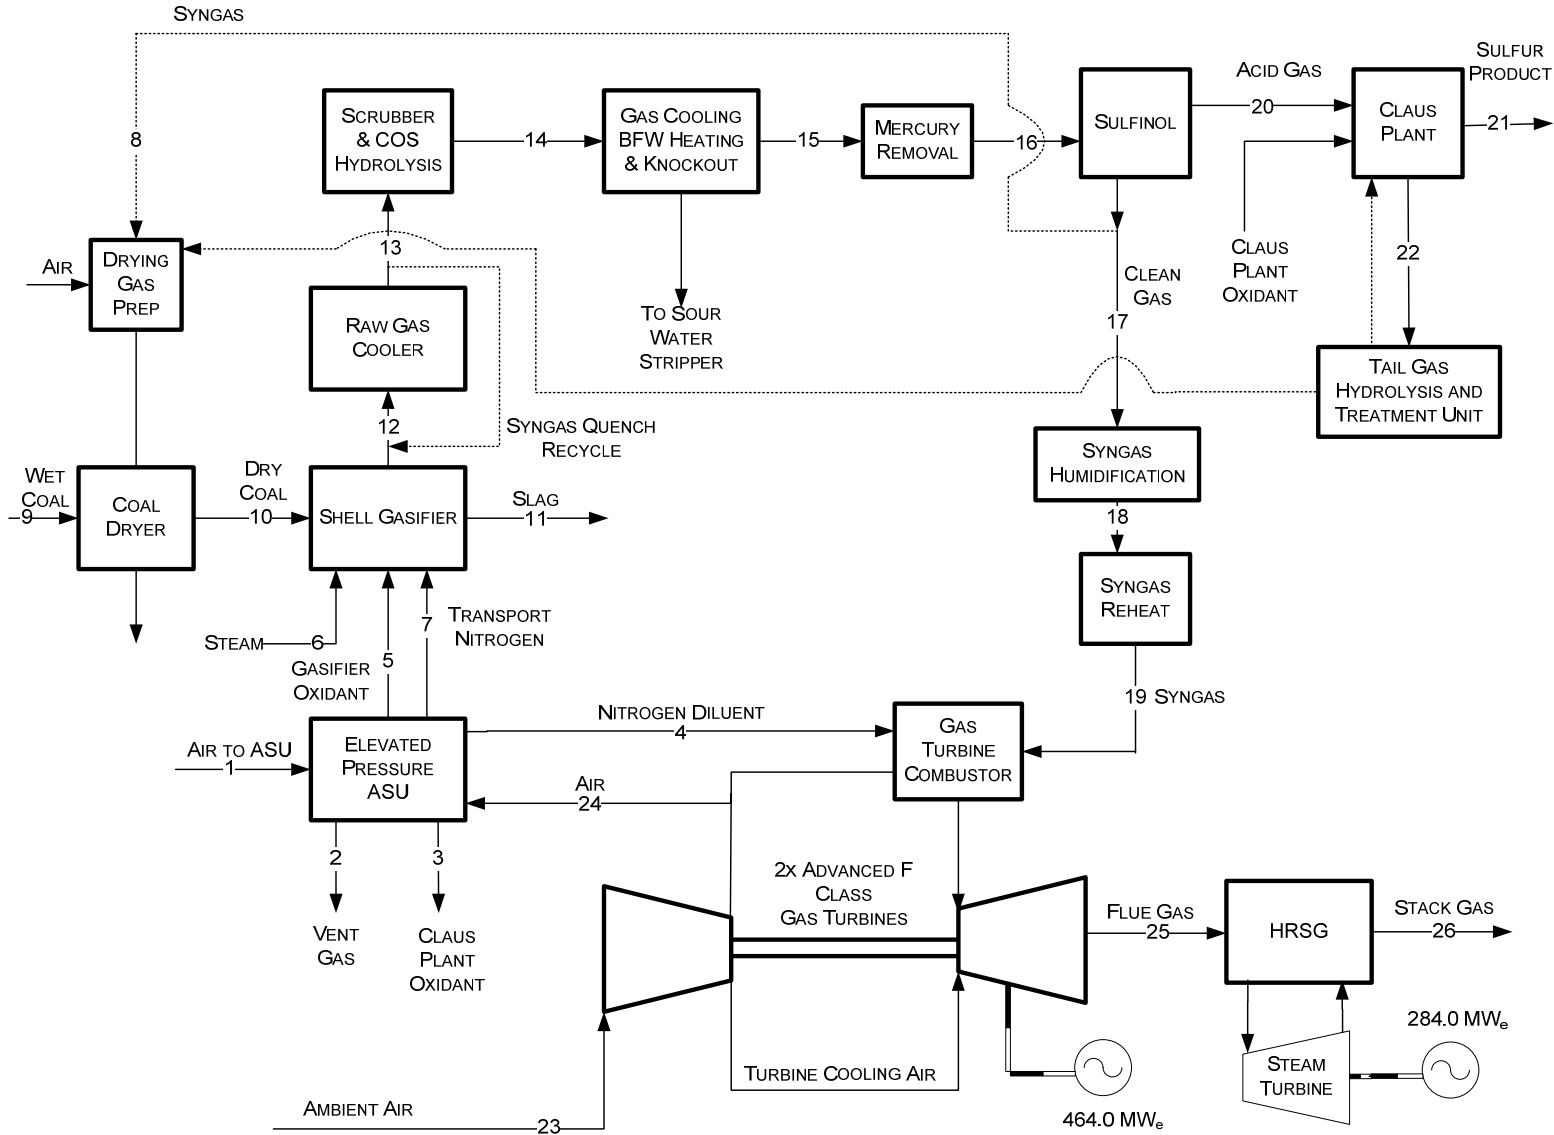 SYNGAS
SULFUR
PRODUCT
ACID GAS
8
SCRUBBER
& COS
HYDROLYSIS
14
GAS COOLING
BFW HEATING
& KNOCKOUT
15
MERCURY
REMOVAL
16
SULFINOL
20
CLAUS
PLANT
21
AIR
DRYING
GAS
PREP
13
CLEAN
GAS
CLAUS
PLANT
OXIDANT
22
RAW GAS
COOLER
TO SOUR
WATER
STRIPPER
17
TAIL GAS
HYDROLYSIS AND
TREATMENT UNIT
12
SYNGAS QUENCH
RECYCLE
SYNGAS
HUMIDIFICATION
WET
COAL
9
COAL
DRYER
DRY
COAL
10
SHELL GASIFIER
SLAG
11
18
SYNGAS
REHEAT
STEAM
6
GASIFIER
OXIDANT
5
7
TRANSPORT
NITROGEN
19 SYNGAS
NITROGEN DILUENT
4
GAS
TURBINE
COMBUSTOR
AIR TO ASU
1
ELEVATED
PRESSURE
ASU
AIR
24
2
3
VENT
GAS
CLAUS
PLANT
OXIDANT
2X ADVANCED F
CLASS
GAS TURBINES
FLUE GAS
25
HRSG
STACK GAS
26
284.0 MWe
STEAM
TURBINE
TURBINE COOLING AIR
464.0 MWe
AMBIENT AIR
23